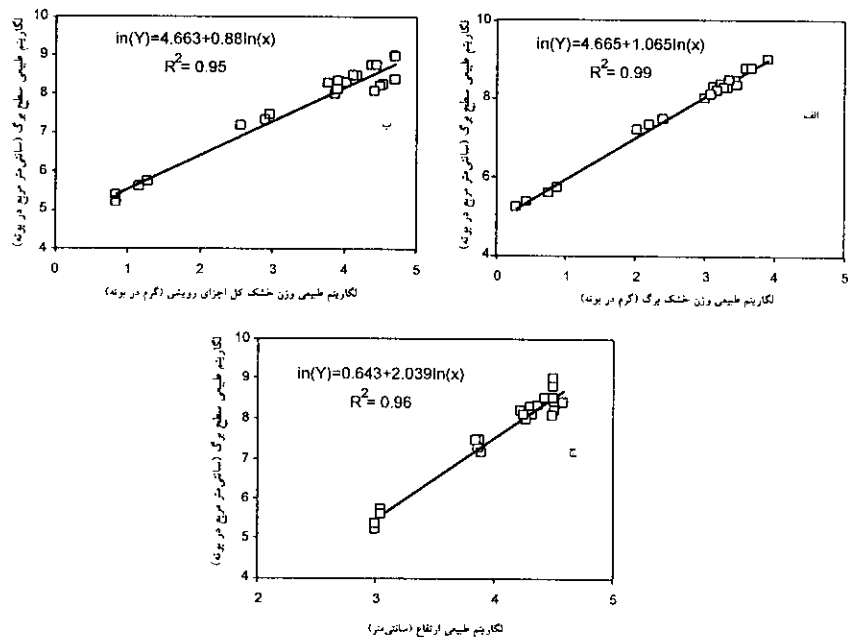 in(Y)=4.663+0.88ln(x)
R²= 0.95
ب
10
9
8
7
6
5
4
0 1 2 3 4 5
لگاریتم طبیعی سطح برگ (سانتی‌متر مربع در بوته)
لگاریتم طبیعی وزن خشک کل اجزای رویشی (گرم در بوته)
in(Y)=4.665+1.065ln(x)
R²= 0.99
الف
10
8
6
4
0 1 2 3 4 5
لگاریتم طبیعی سطح برگ (سانتی‌متر مربع در بوته)
لگاریتم طبیعی وزن خشک برگ (گرم در بوته)
in(Y)=0.643+2.039ln(x)
R²= 0.96
ج
10
9
8
7
6
5
4
2 3 4 5
لگاریتم طبیعی سطح برگ (سانتی‌متر مربع در بوته)
لگاریتم طبیعی ارتفاع (سانتی‌متر)